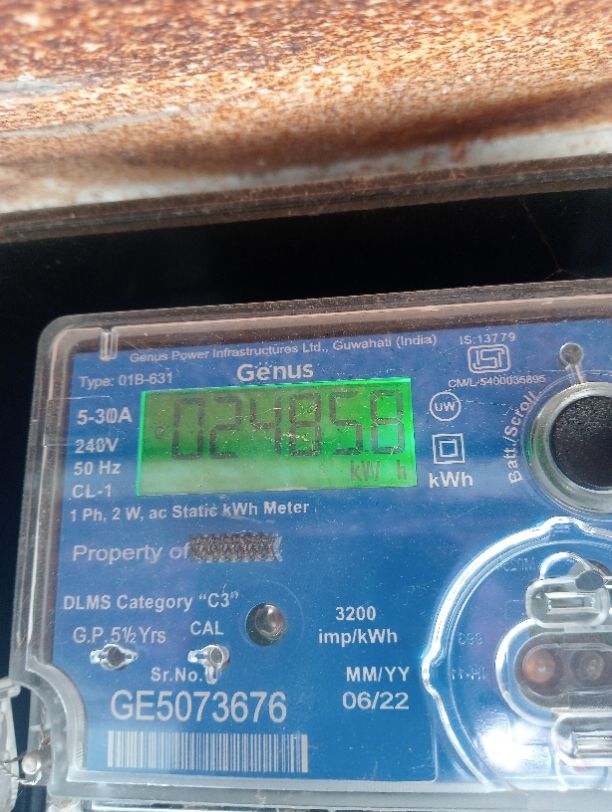 Genus Power Infrastructures Ltd., Guwahati (India)
IS:13779
Type: 01B-631
Genus
CM/L-5400035895
5-30A
024858
UW
240V
50 Hz
kW h
kWh
CL-1
Batt./Scroll
1 Ph, 2 W, ac Static kWh Meter
Property of
DLMS Category "C3"
3200
imp/kWh
G.P. 5½ Yrs
CAL
Sr.No.
MM/YY
GE5073676
06/22